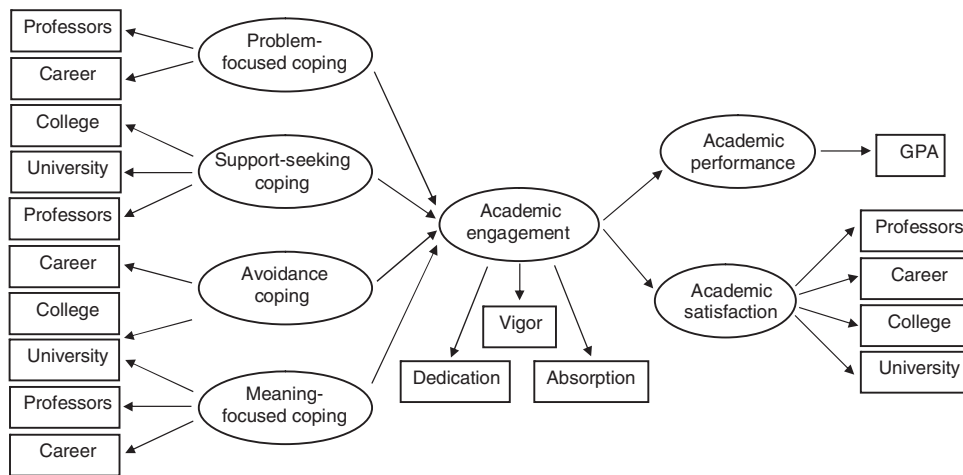 Professors
Career
College
University
Professors
Career
College
University
Professors
Career
Problem-
focused coping
Support-seeking
coping
Avoidance
coping
Meaning-
focused coping
Academic
engagement
Vigor
Dedication
Absorption
Academic
performance
Academic
satisfaction
GPA
Professors
Career
College
University